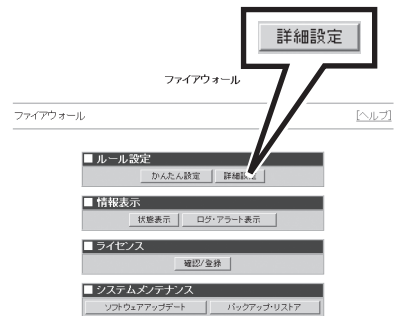 詳細設定
ファイアウォール
ファイアウォール [ヘルプ]
■ ルール設定
かんたん設定 詳細設定
■ 情報表示
状態表示 ログ・アラート表示
■ ライセンス
確認/登録
■ システムメンテナンス
ソフトウェアアップデート バックアップ・リストア